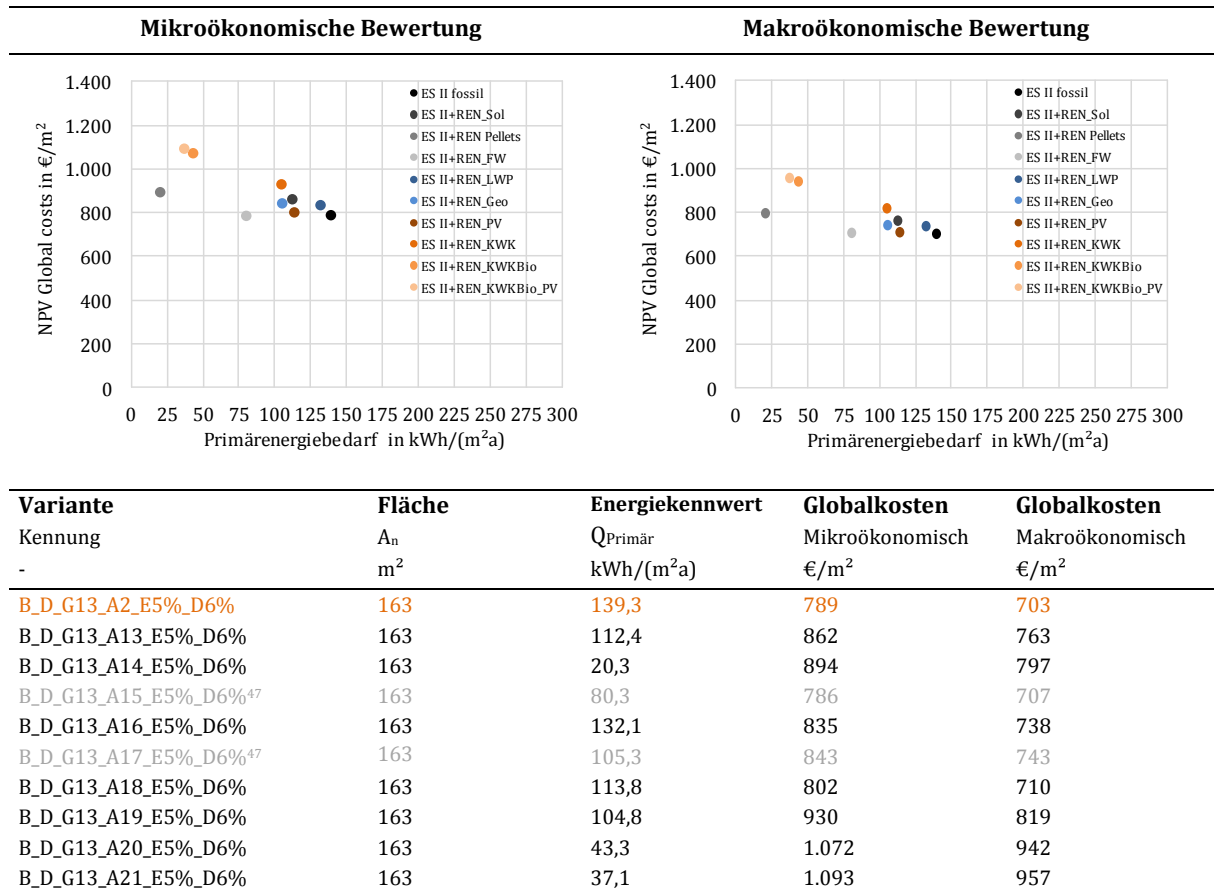 Mikroökonomische Bewertung Makroökonomische Bewertung
NPV Global costs in €/m²
1.400
1.200
1.000
800
600
400
200
0
ES II fossil
ES II+REN_Sol
ES II+REN Pellets
ES II+REN_FW
ES II+REN_LWP
ES II+REN_Geo
ES II+REN_PV
ES II+REN_KWK
ES II+REN_KWKBio
ES II+REN_KWKBio_PV
0 25 50 75 100 125 150 175 200 225 250 275 300
Primärenergiebedarf in kWh/(m²a)
NPV Global costs in €/m²
1.400
1.200
1.000
800
600
400
200
0
ES II fossil
ES II+REN_Sol
ES II+REN Pellets
ES II+REN_FW
ES II+REN_LWP
ES II+REN_Geo
ES II+REN_PV
ES II+REN_KWK
ES II+REN_KWKBio
ES II+REN_KWKBio_PV
0 25 50 75 100 125 150 175 200 225 250 275 300
Primärenergiebedarf in kWh/(m²a)
Variante Fläche Energiekennwert Globalkosten Globalkosten
Kennung Aₙ QPrimär Mikroökonomisch Makroökonomisch
- m² kWh/(m²a) €/m² €/m²
B_D_G13_A2_E5%_D6% 163 139,3 789 703
B_D_G13_A13_E5%_D6% 163 112,4 862 763
B_D_G13_A14_E5%_D6% 163 20,3 894 797
B_D_G13_A15_E5%_D6%⁴⁷ 163 80,3 786 707
B_D_G13_A16_E5%_D6% 163 132,1 835 738
B_D_G13_A17_E5%_D6%⁴⁷ 163 105,3 843 743
B_D_G13_A18_E5%_D6% 163 113,8 802 710
B_D_G13_A19_E5%_D6% 163 104,8 930 819
B_D_G13_A20_E5%_D6% 163 43,3 1.072 942
B_D_G13_A21_E5%_D6% 163 37,1 1.093 957